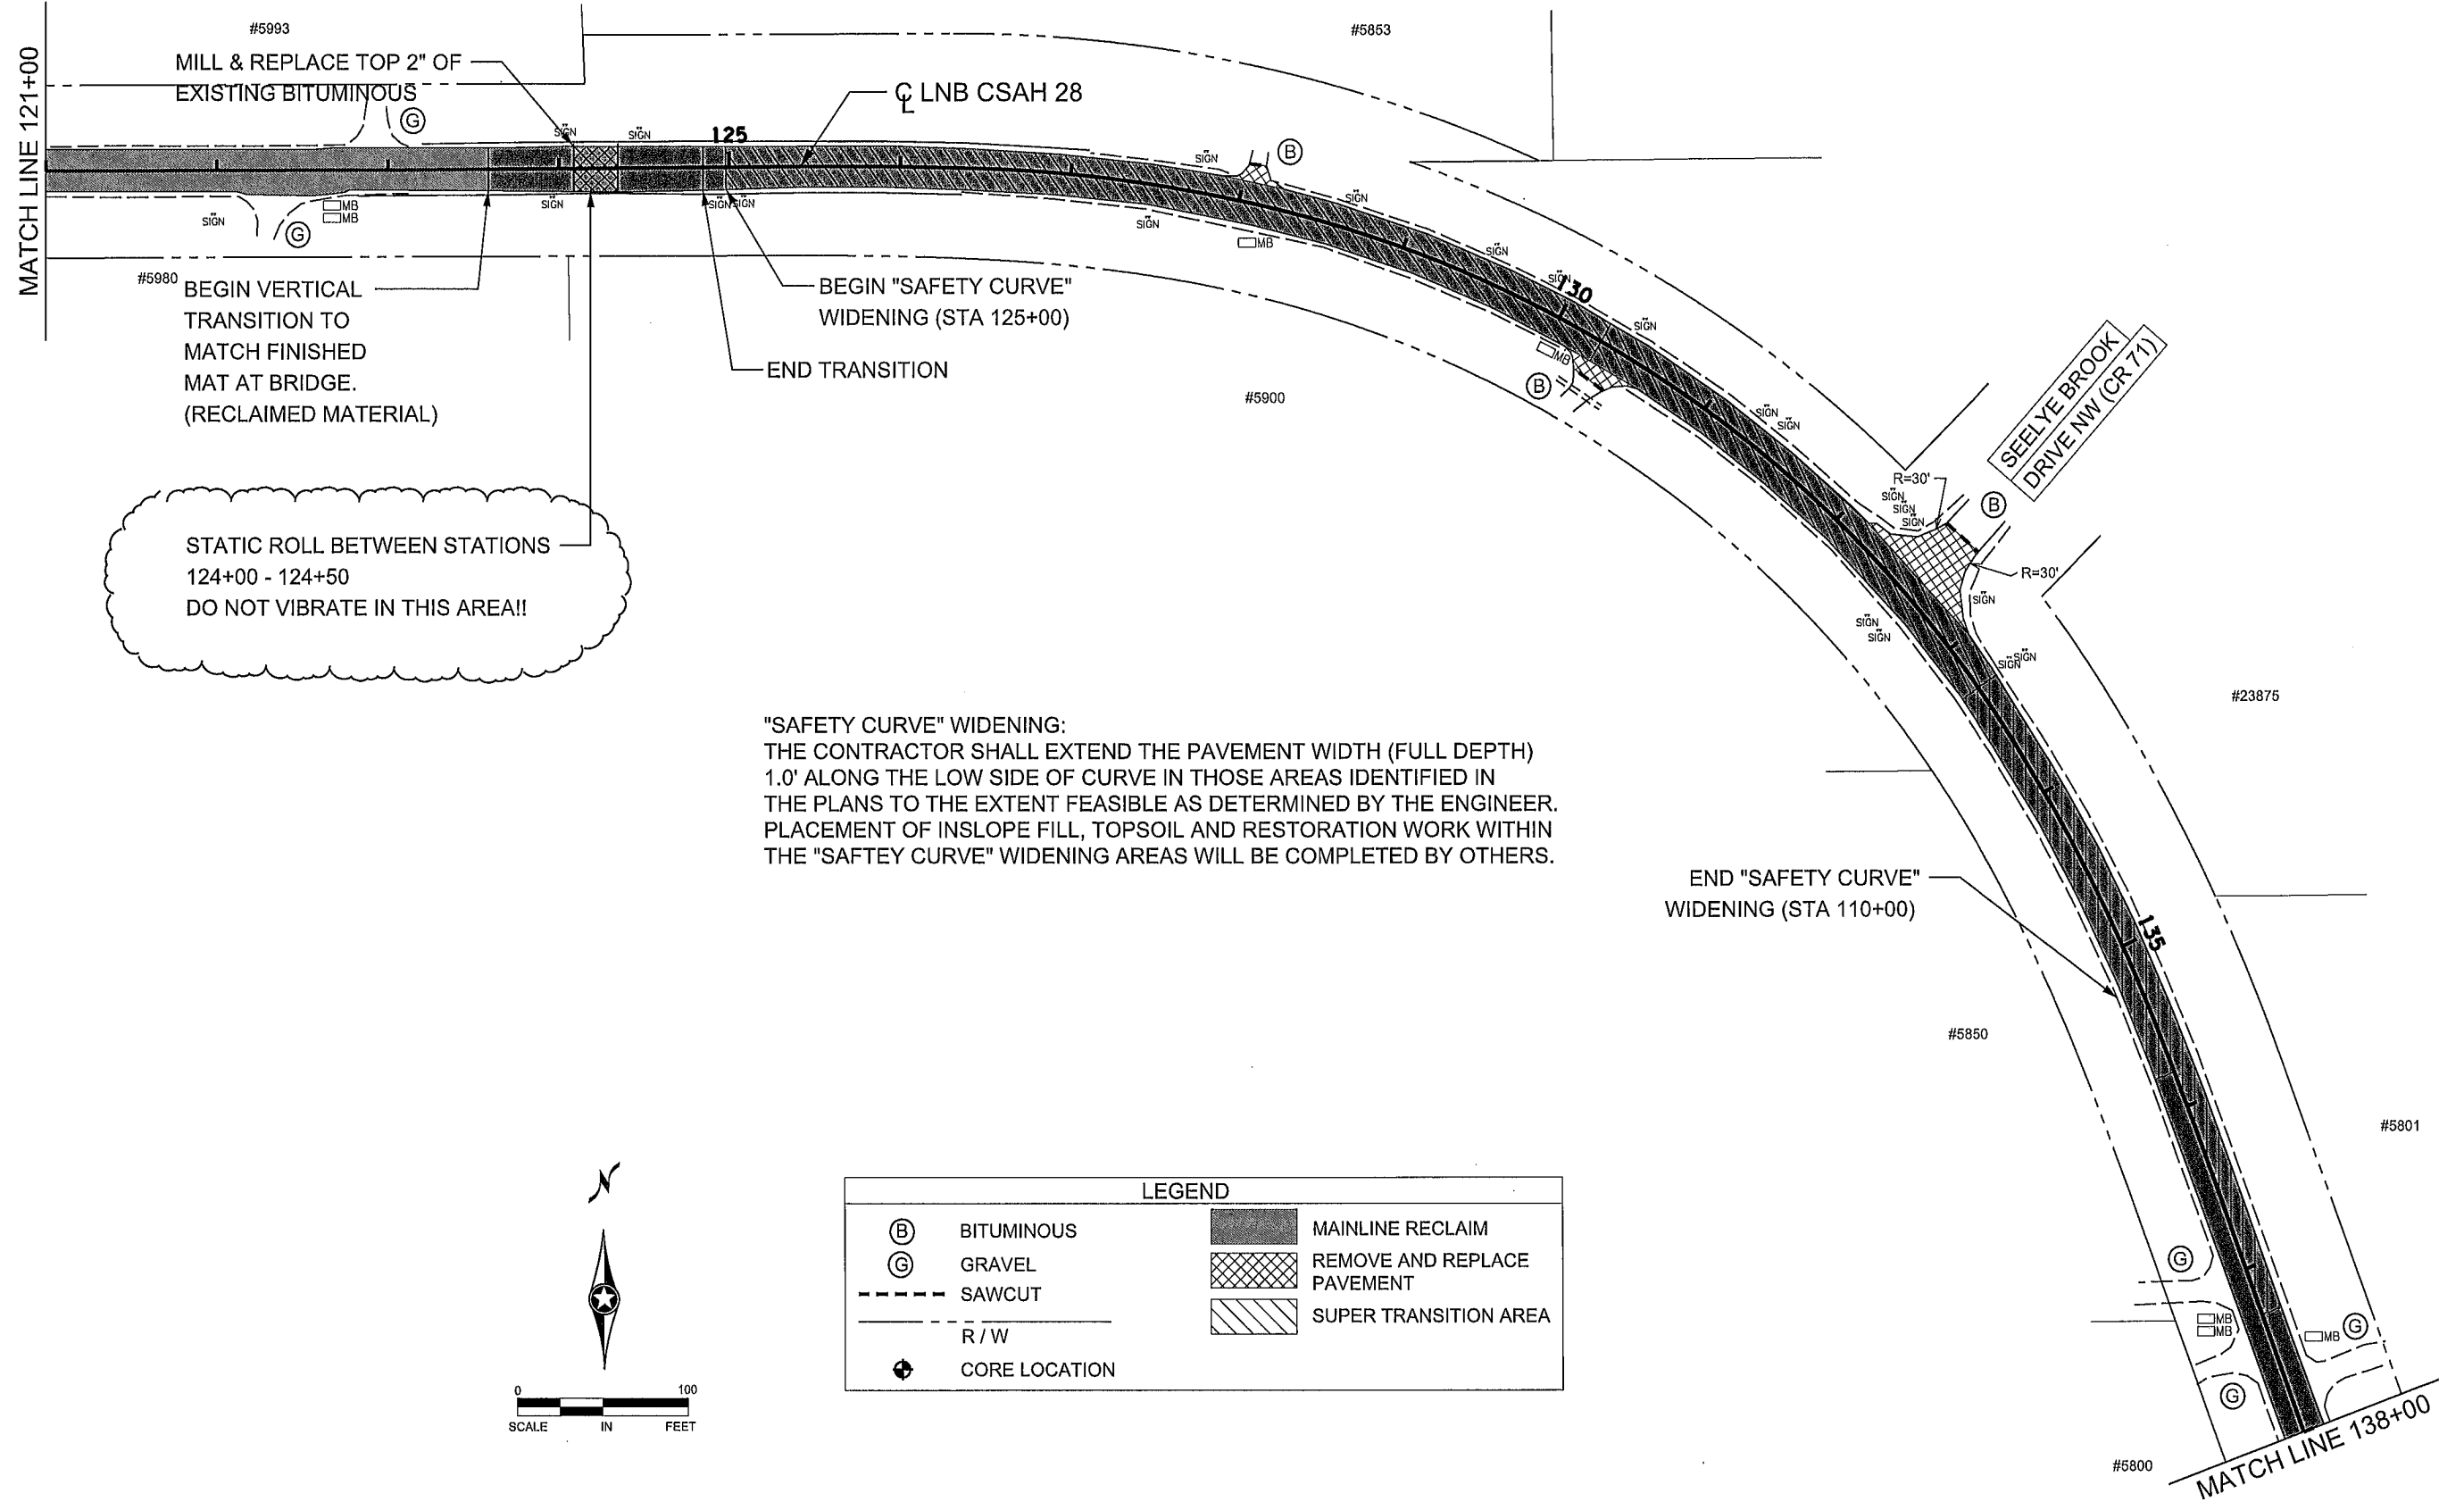 #5993
#5853
MILL & REPLACE TOP 2" OF
EXISTING BITUMINOUS
MATCH LINE 121+00
℄ LNB CSAH 28
G
SIGN
SIGN
125
SIGN
B
SIGN
SIGN
MB
MB
G
SIGN
SIGN
SIGN
SIGN
MB
SIGN
SIGN
130
SIGN
#5980
BEGIN VERTICAL
TRANSITION TO
MATCH FINISHED
MAT AT BRIDGE.
(RECLAIMED MATERIAL)
BEGIN "SAFETY CURVE"
WIDENING (STA 125+00)
END TRANSITION
MB
B
#5900
SIGN
SIGN
SEELYE BROOK
DRIVE NW (CR 71)
R=30'
SIGN
SIGN
SIGN
B
R=30'
SIGN
SIGN
SIGN
SIGN
SIGN
STATIC ROLL BETWEEN STATIONS
124+00 - 124+50
DO NOT VIBRATE IN THIS AREA!!
#23875
"SAFETY CURVE" WIDENING:
THE CONTRACTOR SHALL EXTEND THE PAVEMENT WIDTH (FULL DEPTH)
1.0' ALONG THE LOW SIDE OF CURVE IN THOSE AREAS IDENTIFIED IN
THE PLANS TO THE EXTENT FEASIBLE AS DETERMINED BY THE ENGINEER.
PLACEMENT OF INSLOPE FILL, TOPSOIL AND RESTORATION WORK WITHIN
THE "SAFTEY CURVE" WIDENING AREAS WILL BE COMPLETED BY OTHERS.
END "SAFETY CURVE"
WIDENING (STA 110+00)
135
#5850
#5801
N
0 100
SCALE IN FEET
LEGEND
B BITUMINOUS
G GRAVEL
SAWCUT
R / W
CORE LOCATION
MAINLINE RECLAIM
REMOVE AND REPLACE
PAVEMENT
SUPER TRANSITION AREA
G
MB
MB
MB
G
G
#5800
MATCH LINE 138+00